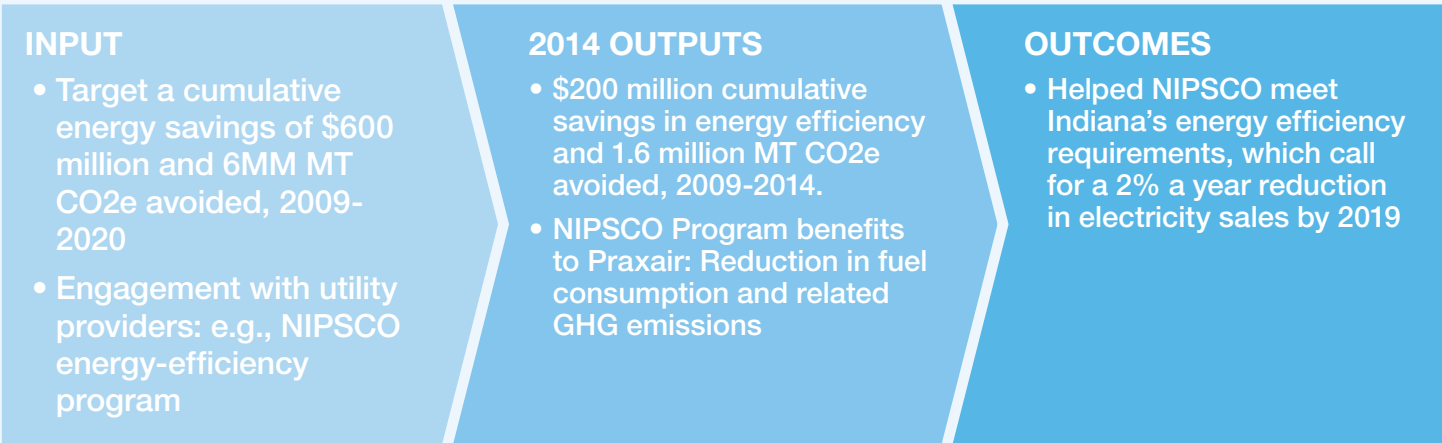 INPUT
• Target a cumulative
energy savings of $600
million and 6MM MT
CO2e avoided, 2009-
2020
• Engagement with utility
providers: e.g., NIPSCO
energy-efficiency
program
2014 OUTPUTS
• $200 million cumulative
savings in energy efficiency
and 1.6 million MT CO2e
avoided, 2009-2014.
• NIPSCO Program benefits
to Praxair: Reduction in fuel
consumption and related
GHG emissions
OUTCOMES
• Helped NIPSCO meet
Indiana's energy efficiency
requirements, which call
for a 2% a year reduction
in electricity sales by 2019